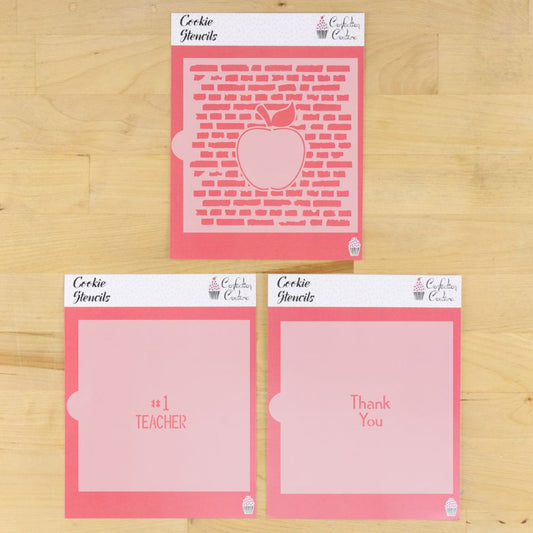 Cookie
Stencils
Confection
Couture
Cookie
Stencils
Confection
Couture
#1
TEACHER
Cookie
Stencils
Confection
Couture
Thank
You